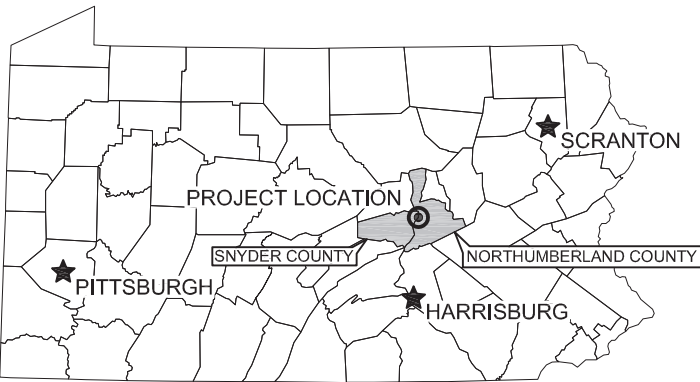 SCRANTON
PROJECT LOCATION
SNYDER COUNTY
NORTHUMBERLAND COUNTY
PITTSBURGH
HARRISBURG